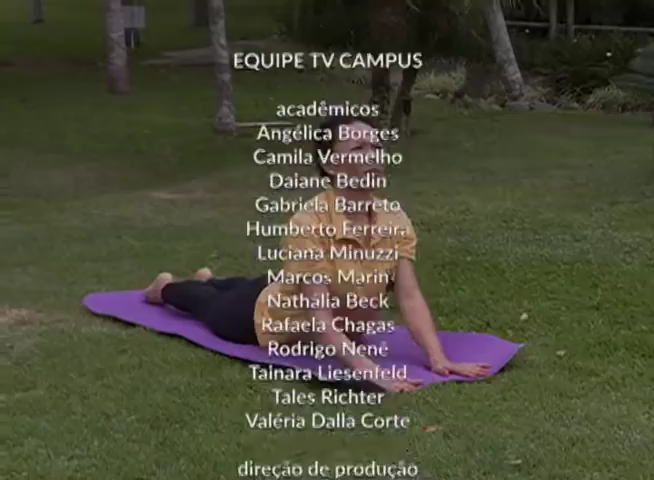 EQUIPE TV CAMPUS
acadêmicos
Angélica Borges
Camila Vermelho
Daiane Bedin
Gabriela Barreto
Humberto Ferreira
Luciana Minuzzi
Marcos Marin
Nathália Beck
Rafaela Chagas
Rodrigo Nenê
Tainara Liesenfeld
Tales Richter
Valéria Dalla Corte
direção de produção